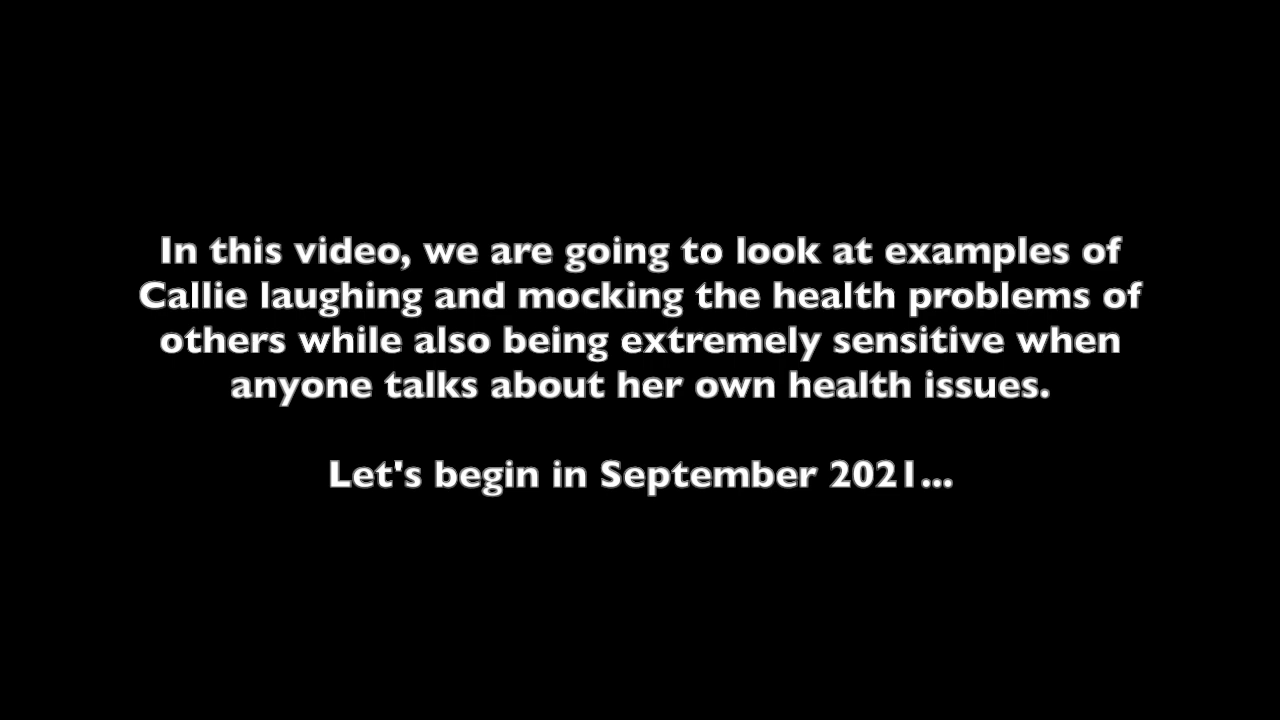 In this video, we are going to look at examples of
Callie laughing and mocking the health problems of
others while also being extremely sensitive when
anyone talks about her own health issues.
Let's begin in September 2021...